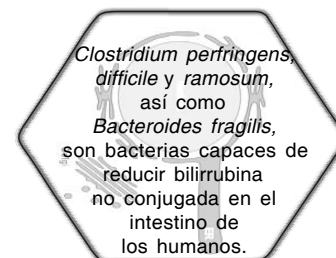 Clostridium perfringens,
difficile y ramosum,
así como
Bacteroides fragilis,
son bacterias capaces de
reducir bilirrubina
no conjugada en el
intestino de
los humanos.